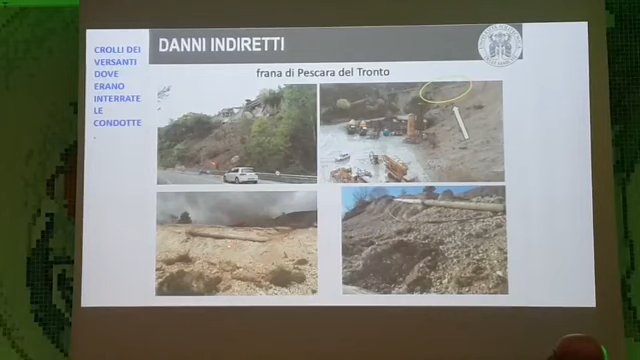 DANNI INDIRETTI
CROLLI DEI
VERSANTI
DOVE
ERANO
INTERRATE
LE
CONDOTTE
.
frana di Pescara del Tronto